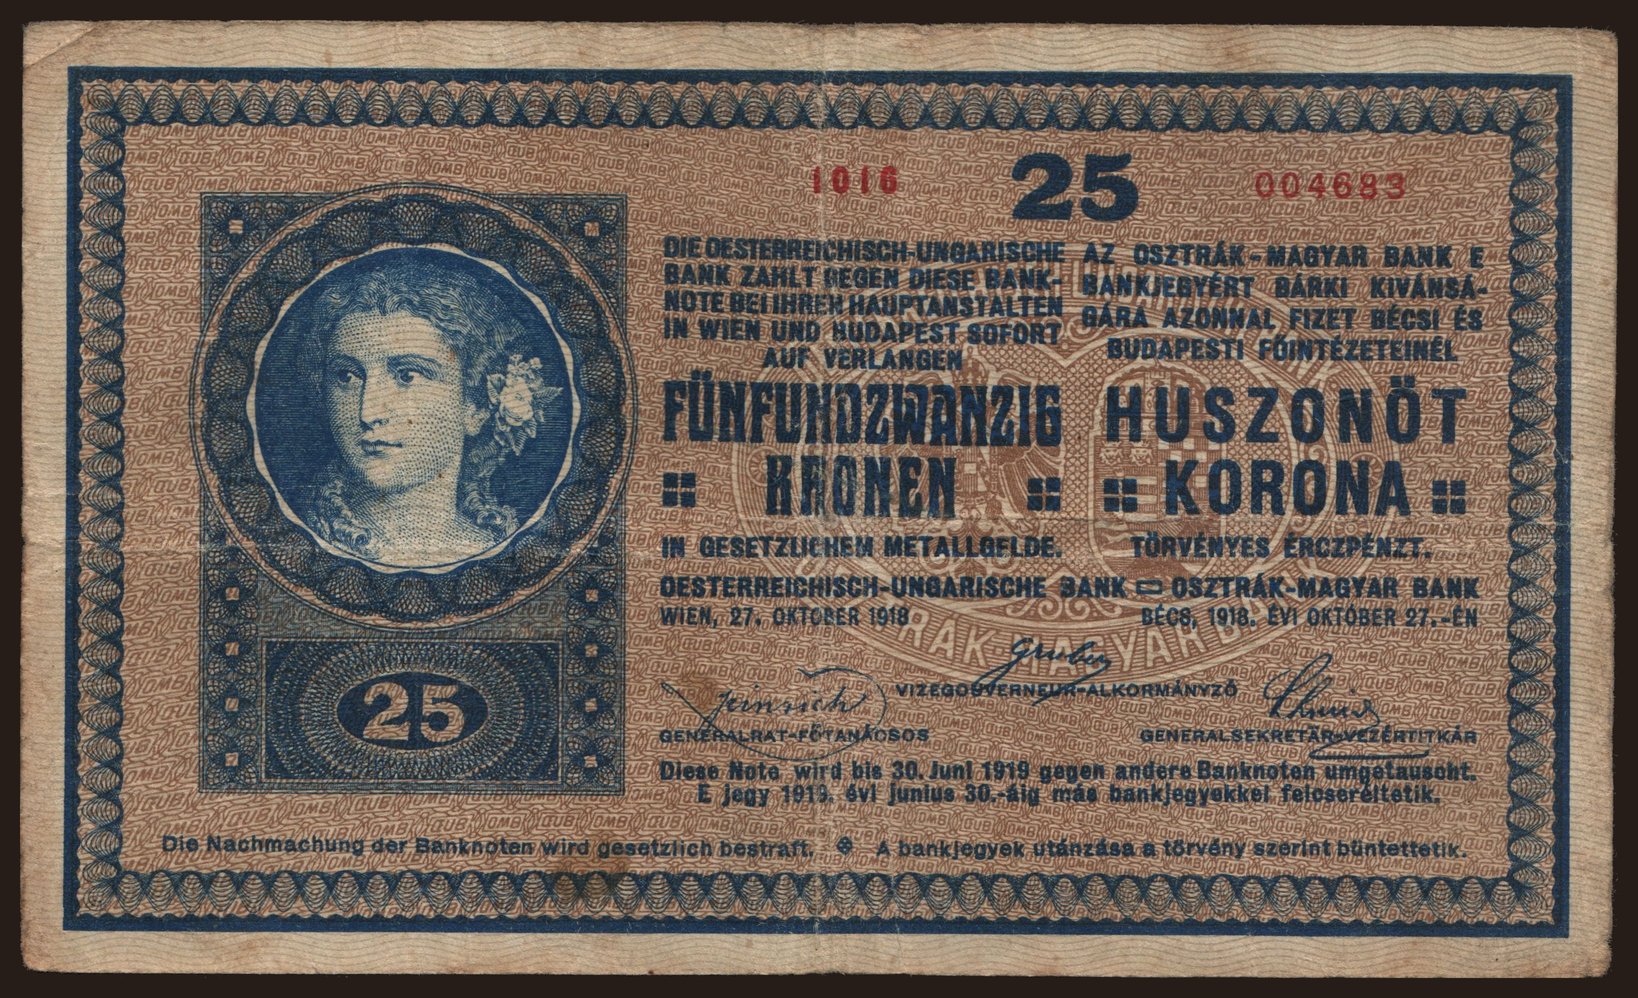 1016 25 004683
DIE OESTERREICHISCH-UNGARISCHE
BANK ZAHLT GEGEN DIESE BANK-
NOTE BEI IHREN HAUPTANSTALTEN
IN WIEN UND BUDAPEST SOFORT
AUF VERLANGEN
FÜNFUNDZWANZIG
KRONEN
IN GESETZLICHEM METALLGELDE.
AZ OSZTRÁK-MAGYAR BANK E
BANKJEGYÉRT BÁRKI KIVÁNSÁ-
GÁRA AZONNAL FIZET BÉCSI ÉS
BUDAPESTI FŐINTÉZETEINÉL
HUSZONÖT
KORONA
TÖRVÉNYES ÉRCZPÉNZT.
OESTERREICHISCH-UNGARISCHE BANK OSZTRÁK-MAGYAR BANK
WIEN, 27. OKTOBER 1918 BÉCS, 1918. ÉVI OKTÓBER 27.-ÉN
Gruber
VIZEGOUVERNEUR-ALKORMÁNYZÓ
GENERALRAT-FŐTANÁCSOS
GENERALSEKRETÄR-VEZÉRTITKÁR
25
Diese Note wird bis 30. Juni 1919 gegen andere Banknoten umgetauscht.
E jegy 1919. évi junius 30.-áig más bankjegyekkel felcseréltetik.
Die Nachmachung der Banknoten wird gesetzlich bestraft. A bankjegyek utánzása a törvény szerint büntettetik.